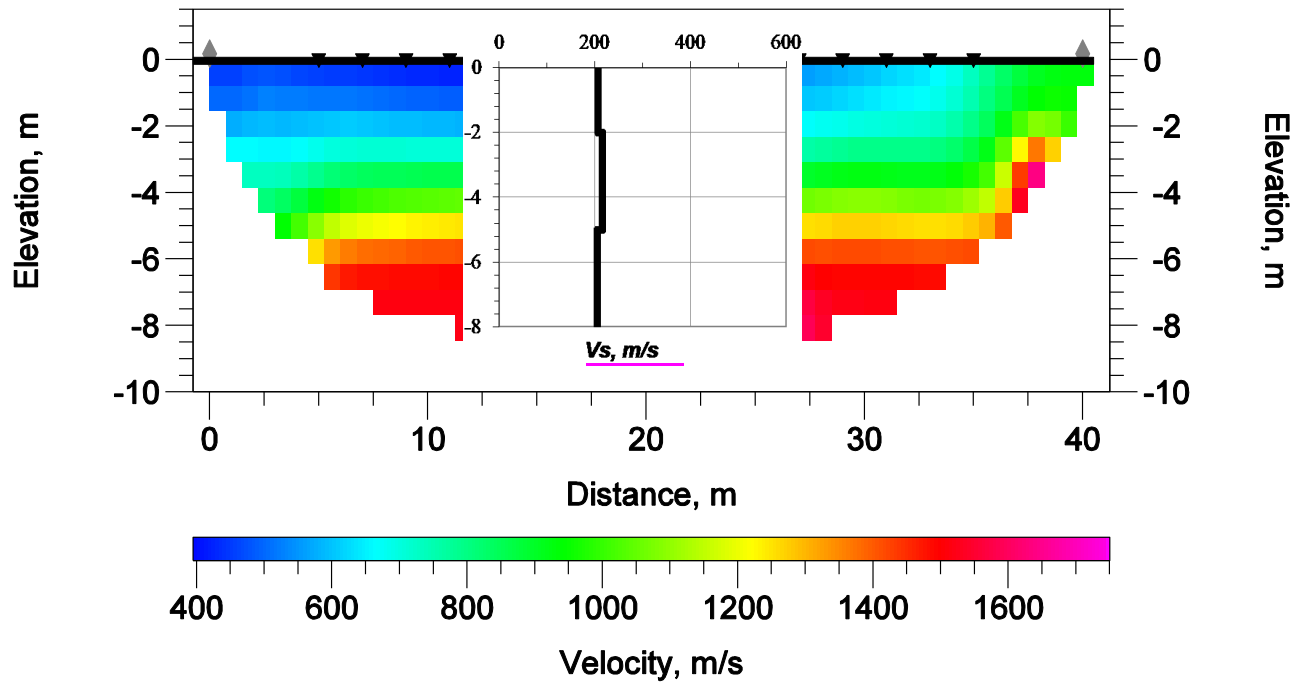 0 200 400 600
0 0 0
-2 -2 -2
-4 -4 -4
-6 -6 -6
-8 -8 -8
-10 -10
Elevation, m
Elevation, m
Vs, m/s
0 10 20 30 40
Distance, m
400 600 800 1000 1200 1400 1600
Velocity, m/s